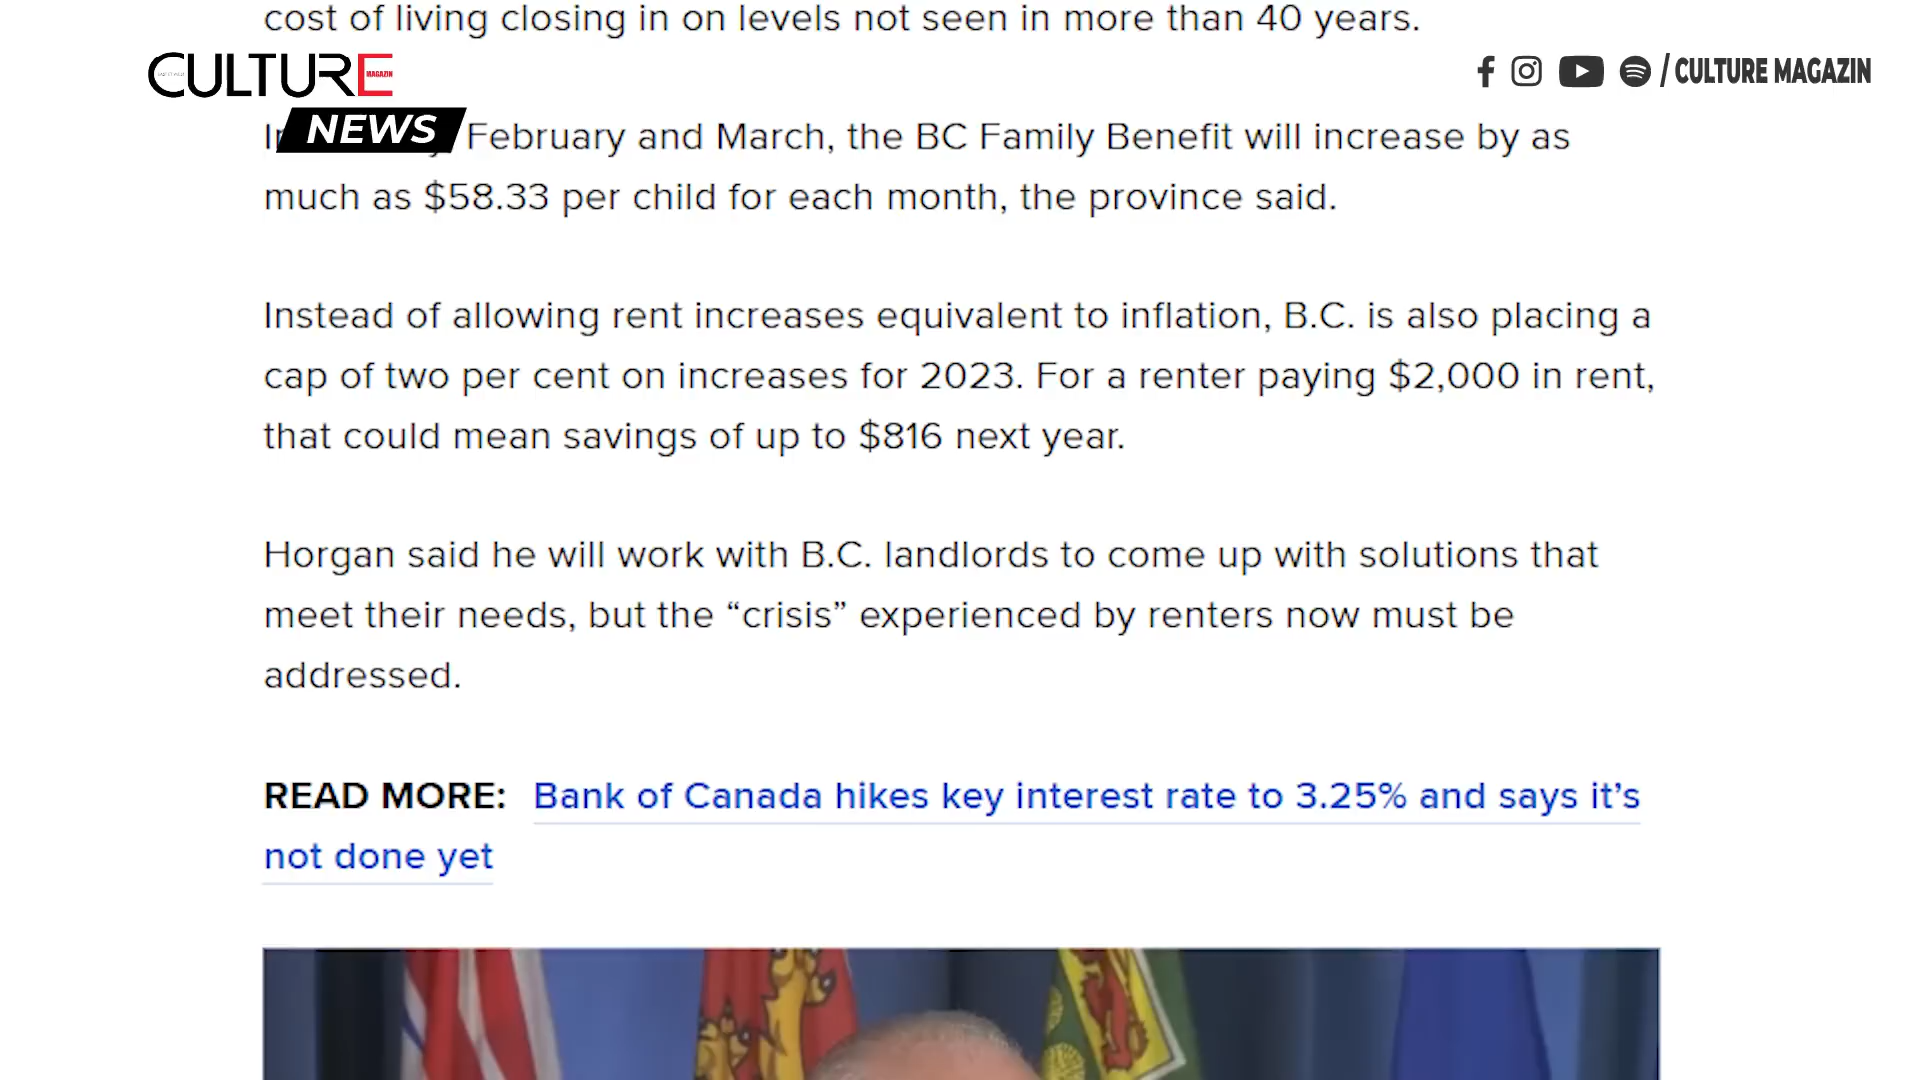 cost of living closing in on levels not seen in more than 40 years.
CULTURE
MAGAZIN
/ CULTURE MAGAZIN
NEWS
February and March, the BC Family Benefit will increase by as
much as $58.33 per child for each month, the province said.
Instead of allowing rent increases equivalent to inflation, B.C. is also placing a
cap of two per cent on increases for 2023. For a renter paying $2,000 in rent,
that could mean savings of up to $816 next year.
Horgan said he will work with B.C. landlords to come up with solutions that
meet their needs, but the “crisis” experienced by renters now must be
addressed.
READ MORE: Bank of Canada hikes key interest rate to 3.25% and says it’s
not done yet